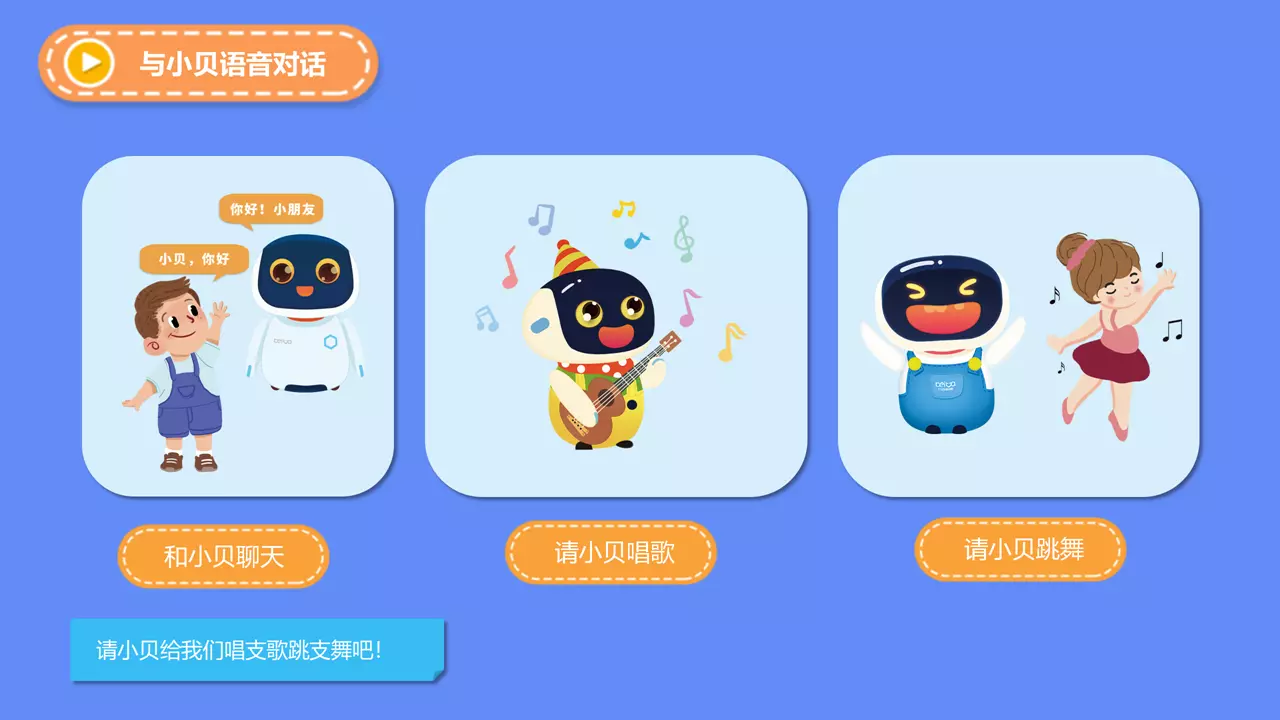 与小贝语音对话
你好！小朋友
小贝，你好
和小贝聊天
请小贝唱歌
请小贝跳舞
请小贝给我们唱支歌跳支舞吧！